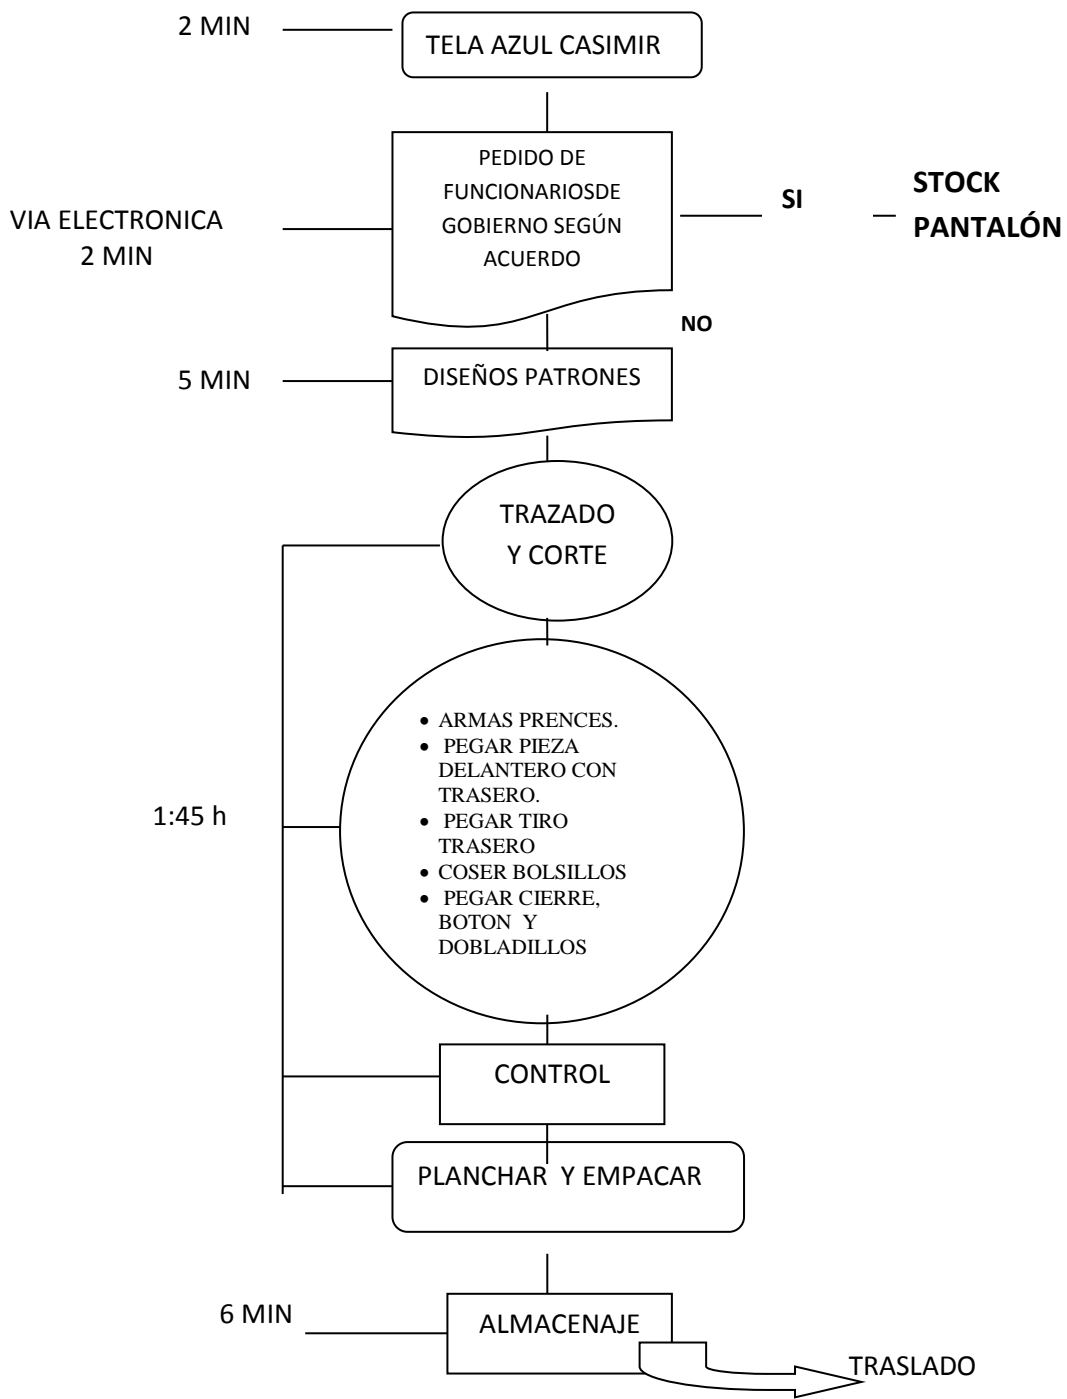 2 MIN
TELA AZUL CASIMIR
PEDIDO DE
FUNCIONARIOSDE
GOBIERNO SEGÚN
ACUERDO
VIA ELECTRONICA
2 MIN
SI
STOCK
PANTALÓN
NO
5 MIN
DISEÑOS PATRONES
TRAZADO
Y CORTE
1:45 h
• ARMAS PRENCES.
• PEGAR PIEZA
DELANTERO CON
TRASERO.
• PEGAR TIRO
TRASERO
• COSER BOLSILLOS
• PEGAR CIERRE,
BOTON Y
DOBLADILLOS
CONTROL
PLANCHAR Y EMPACAR
6 MIN
ALMACENAJE
TRASLADO